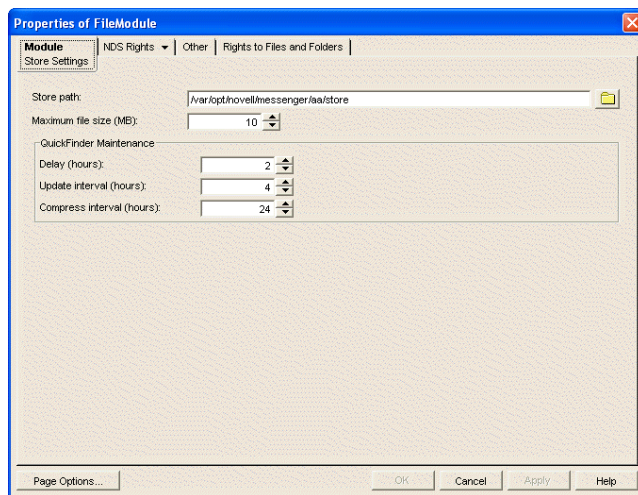 Properties of FileModule
Module NDS Rights Other Rights to Files and Folders
Store Settings
Store path: /var/opt/novell/messenger/aa/store
Maximum file size (MB): 10
QuickFinder Maintenance
Delay (hours): 2
Update interval (hours): 4
Compress interval (hours): 24
Page Options... OK Cancel Apply Help